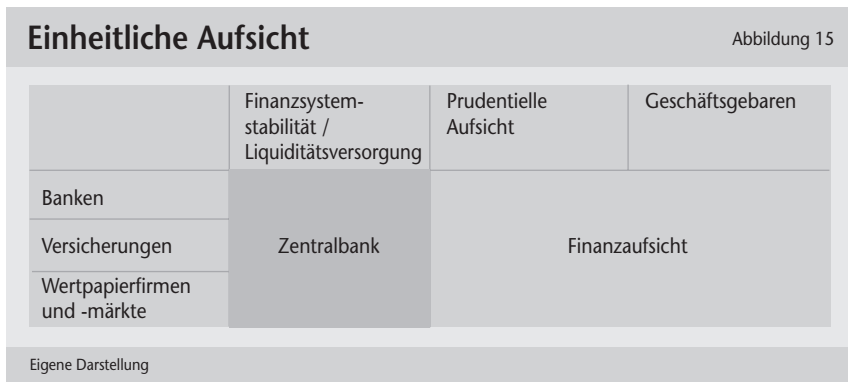 Einheitliche Aufsicht
Abbildung 15
Finanzsystem-
stabilität /
Liquiditätsversorgung
Prudentielle
Aufsicht
Geschäftsgebaren
Banken
Versicherungen
Zentralbank
Finanzaufsicht
Wertpapierfirmen
und -märkte
Eigene Darstellung